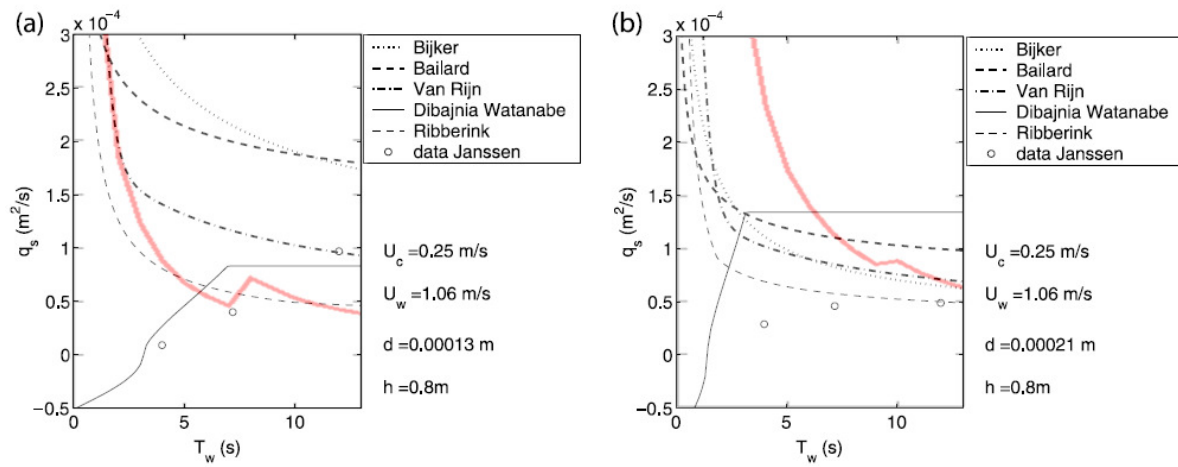 (a)
x 10⁻⁴
3
2.5
2
1.5
1
0.5
0
−0.5
0
5
10
q_s (m²/s)
T_w (s)
Bijker
Bailard
Van Rijn
Dibajnia Watanabe
Ribberink
data Janssen
U_c=0.25 m/s
U_w=1.06 m/s
d =0.00013 m
h =0.8m
(b)
x 10⁻⁴
3
2.5
2
1.5
1
0.5
0
−0.5
0
5
10
q_s (m²/s)
T_w (s)
Bijker
Bailard
Van Rijn
Dibajnia Watanabe
Ribberink
data Janssen
U_c=0.25 m/s
U_w=1.06 m/s
d =0.00021 m
h =0.8m